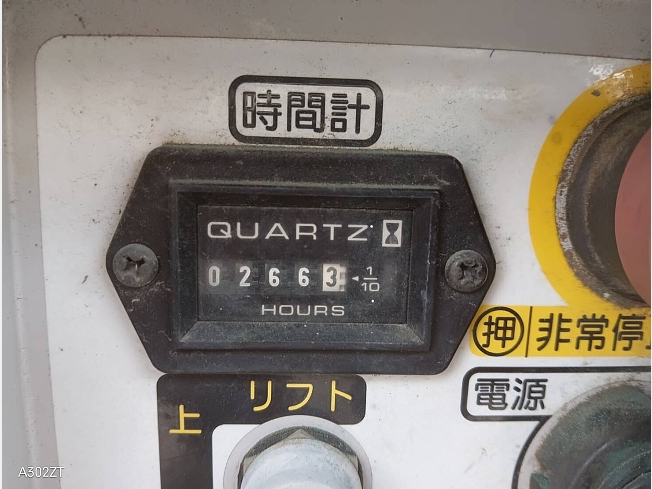 時間計
QUARTZ
0 2 6 6 3 ◄ 1/10
HOURS
押 非常停止
リフト
上
電源
A302ZT